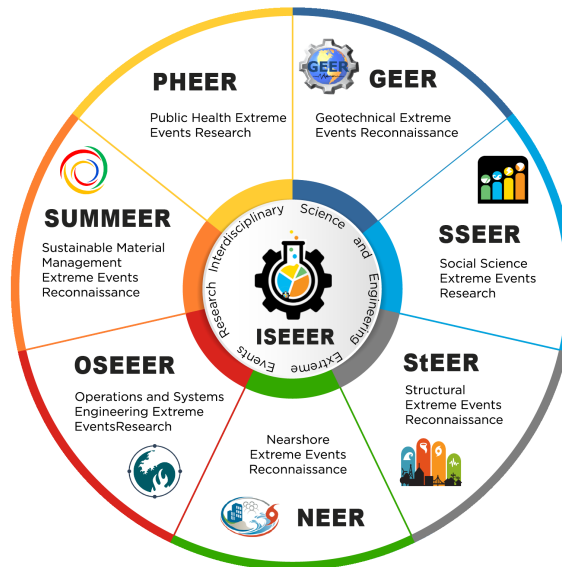 PHEER
Public Health Extreme
Events Research
GEER
GEER
Geotechnical Extreme
Events Reconnaissance
SSEER
Social Science
Extreme Events
Research
StEER
Structural
Extreme Events
Reconnaissance
Nearshore
Extreme Events
Reconnaissance
NEER
OSEEER
Operations and Systems
Engineering Extreme
EventsResearch
SUMMEER
Sustainable Material
Management
Extreme Events
Reconnaissance
Interdisciplinary Science and Engineering Extreme Events Research
ISEEER